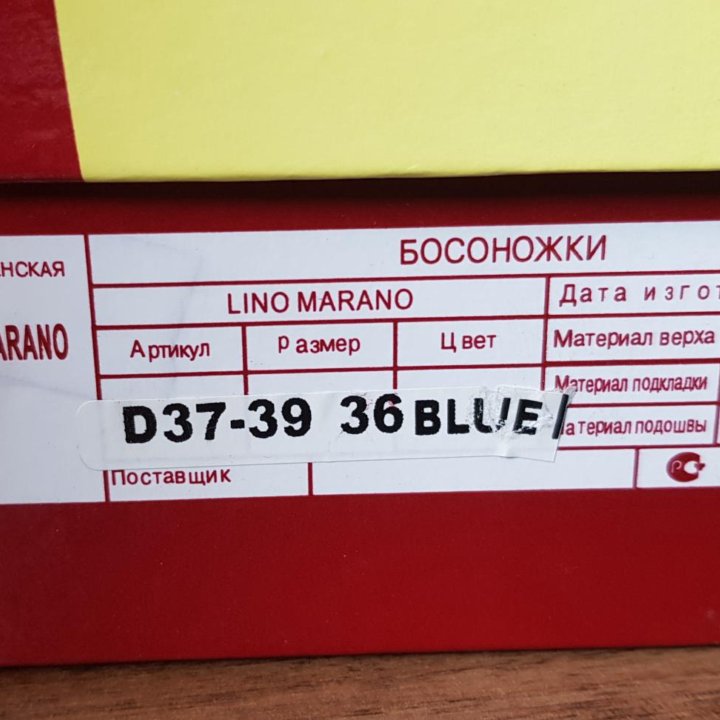 БОСОНОЖКИ
НСКАЯ
LINO MARANO Дата изгот
ARANO
Артикул Размер Цвет Материал верха
Материал подкладки
D37-39 36 BLUE/
атериал подошвы
Поставщик